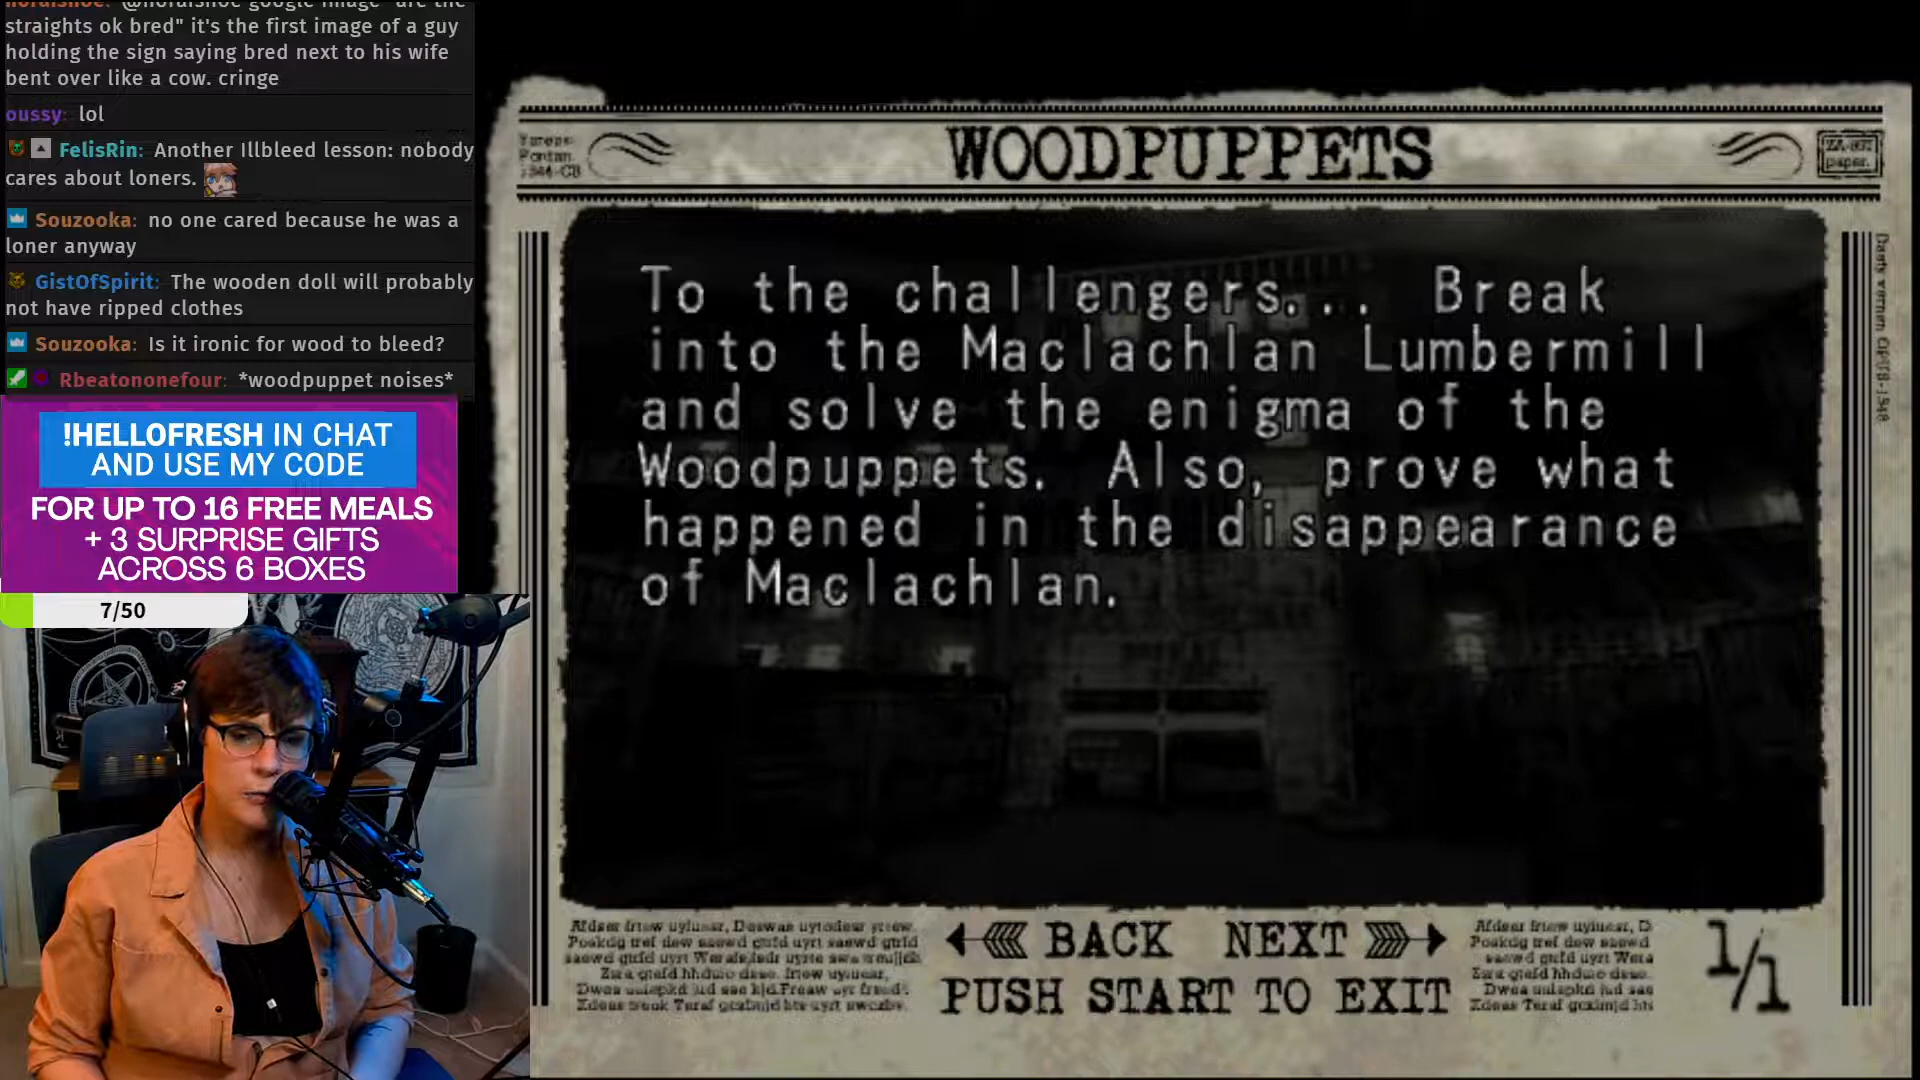 straights ok bred" it's the first image of a guy
holding the sign saying bred next to his wife
bent over like a cow. cringe
oussy: lol
FelisRin: Another Illbleed lesson: nobody
cares about loners.
Souzooka: no one cared because he was a
loner anyway
GistOfSpirit: The wooden doll will probably
not have ripped clothes
Souzooka: Is it ironic for wood to bleed?
Rbeatononefour: *woodpuppet noises*
!HELLOFRESH IN CHAT
AND USE MY CODE
FOR UP TO 16 FREE MEALS
+ 3 SURPRISE GIFTS
ACROSS 6 BOXES
7/50
WOODPUPPETS
To the challengers... Break
into the Maclachlan Lumbermill
and solve the enigma of the
Woodpuppets. Also, prove what
happened in the disappearance
of Maclachlan.
BACK NEXT
PUSH START TO EXIT
1/1